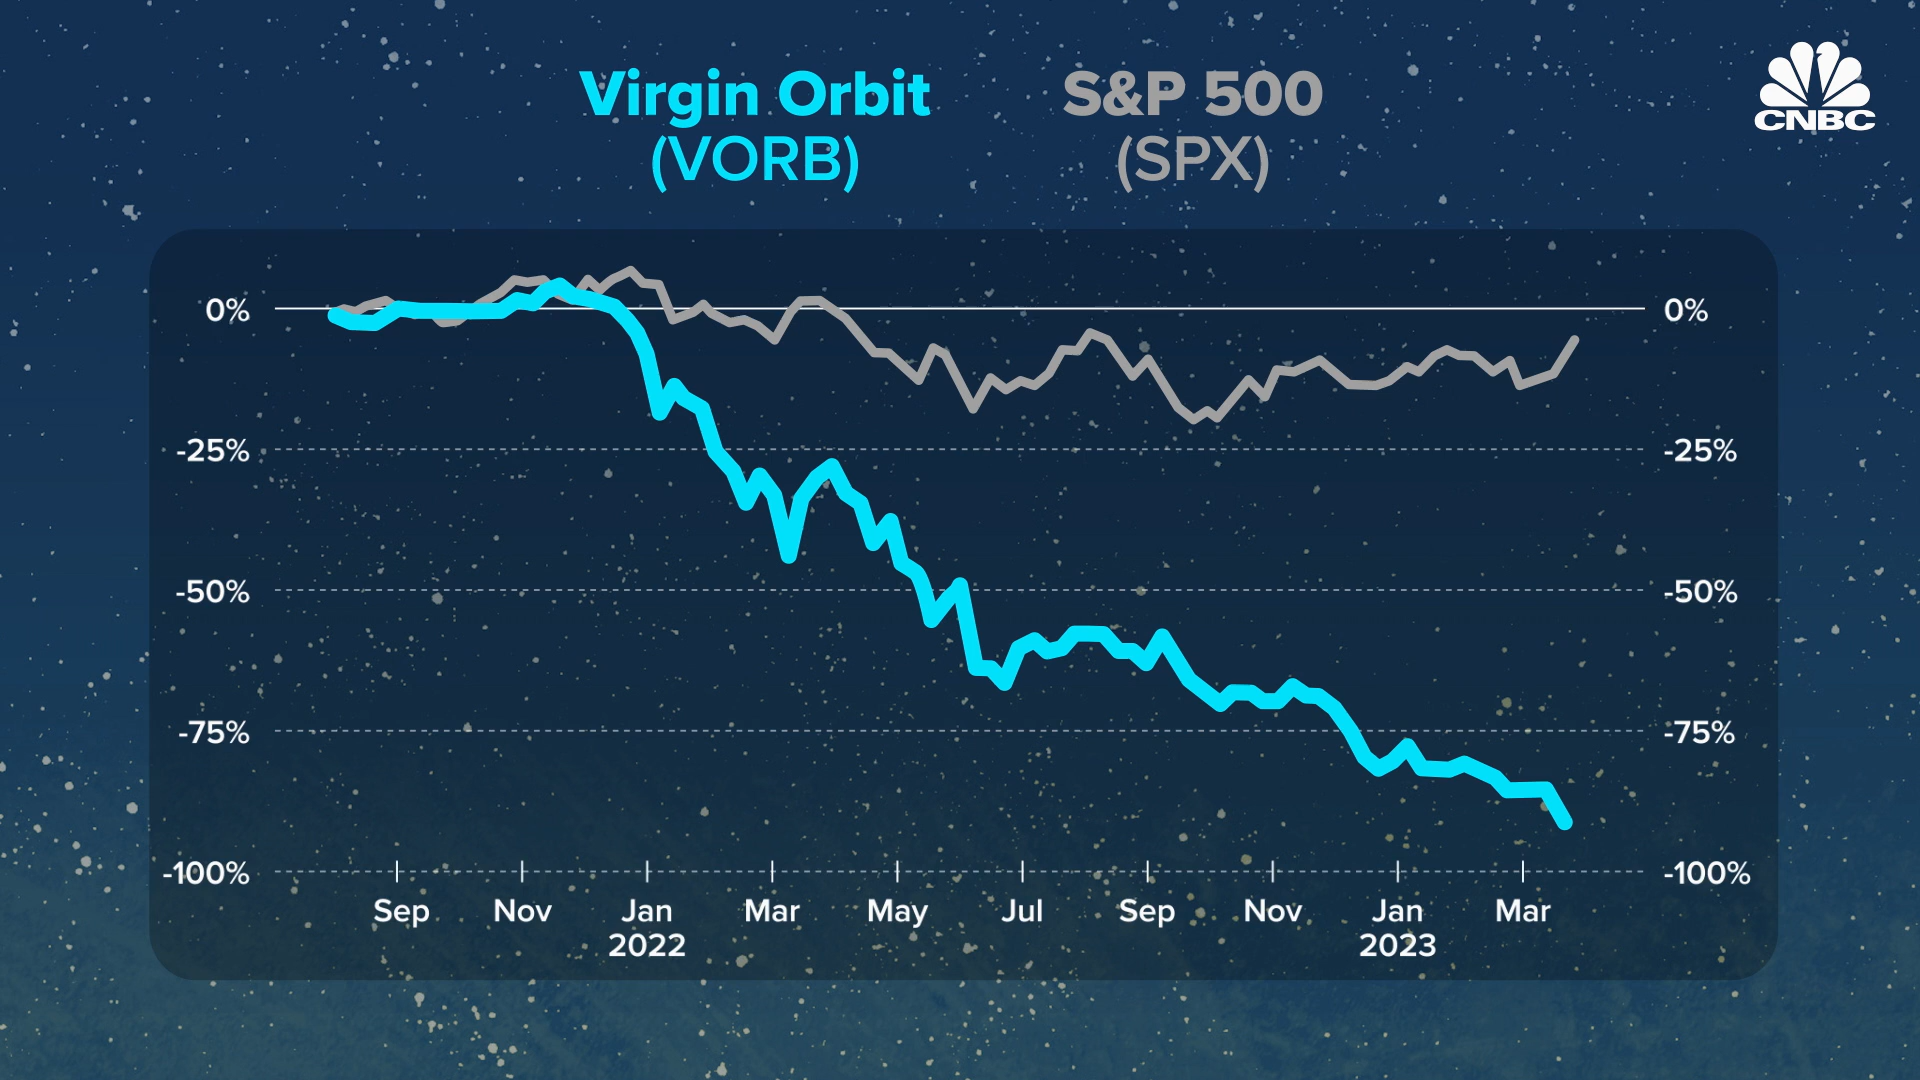 Virgin Orbit
(VORB)
S&P 500
(SPX)
CNBC
0%
0%
-25%
-25%
-50%
-50%
-75%
-75%
-100%
-100%
Sep Nov Jan Mar May Jul Sep Nov Jan Mar
2022 2023